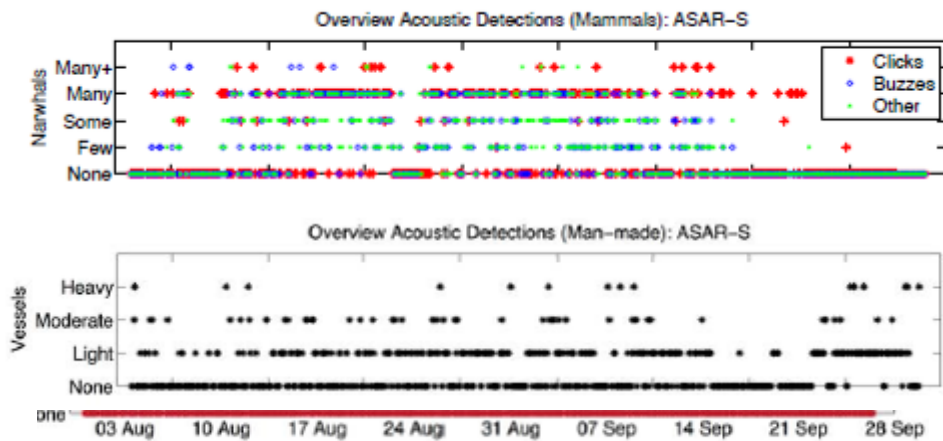 Overview Acoustic Detections (Mammals): ASAR-S
Narwhals
Many+
Many
Some
Few
None
Clicks
Buzzes
Other
Overview Acoustic Detections (Man-made): ASAR-S
Vessels
Heavy
Moderate
Light
None
one
03 Aug 10 Aug 17 Aug 24 Aug 31 Aug 07 Sep 14 Sep 21 Sep 28 Sep